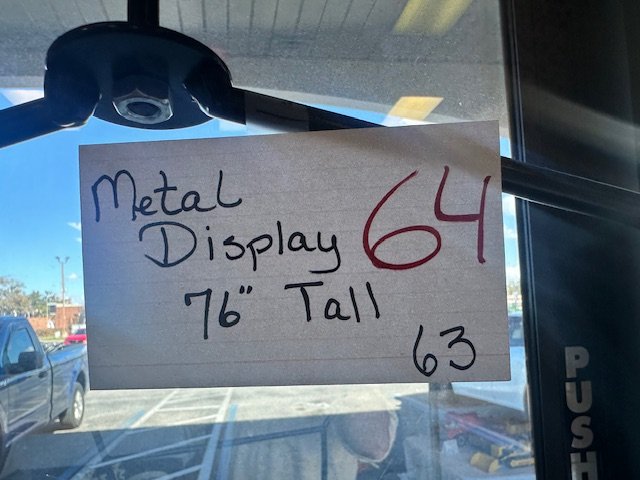 Metal
Display 64
76" Tall
63
PUSH